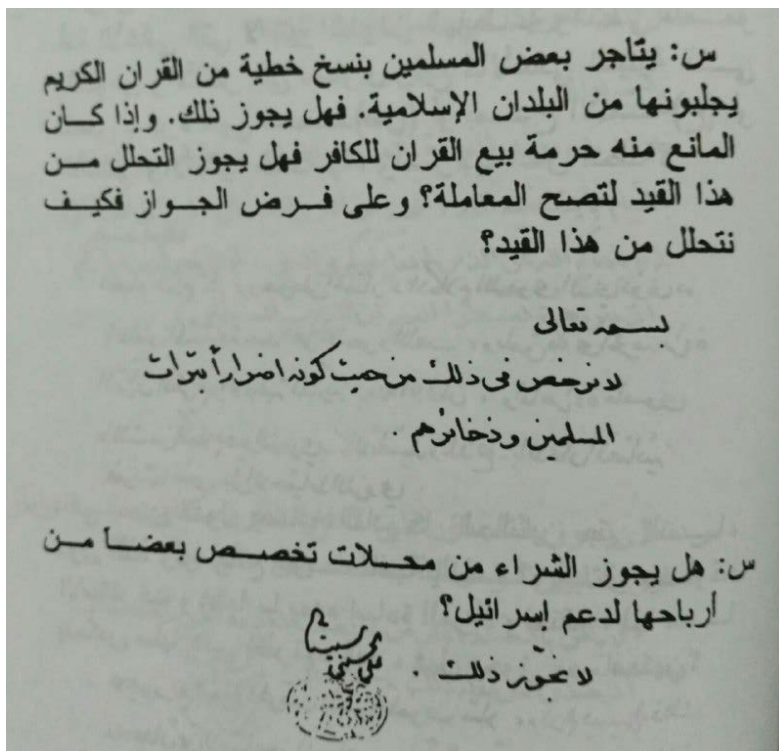 س: يتاجر بعض المسلمين بنسخ خطية من القران الكريم
يجلبونها من البلدان الإسلامية. فهل يجوز ذلك. وإذا كان
المانع منه حرمة بيع القران للكافر فهل يجوز التحلل من
هذا القيد لتصح المعاملة؟ وعلى فرض الجواز فكيف
نتحلل من هذا القيد؟
بسمه تعالى
لا نرخص في ذلك من حيث كونه اضراراً بتراث
المسلمين وذخائرهم .
س: هل يجوز الشراء من محلات تخصص بعضاً من
أرباحها لدعم إسرائيل؟
لا نجوّز ذلك .